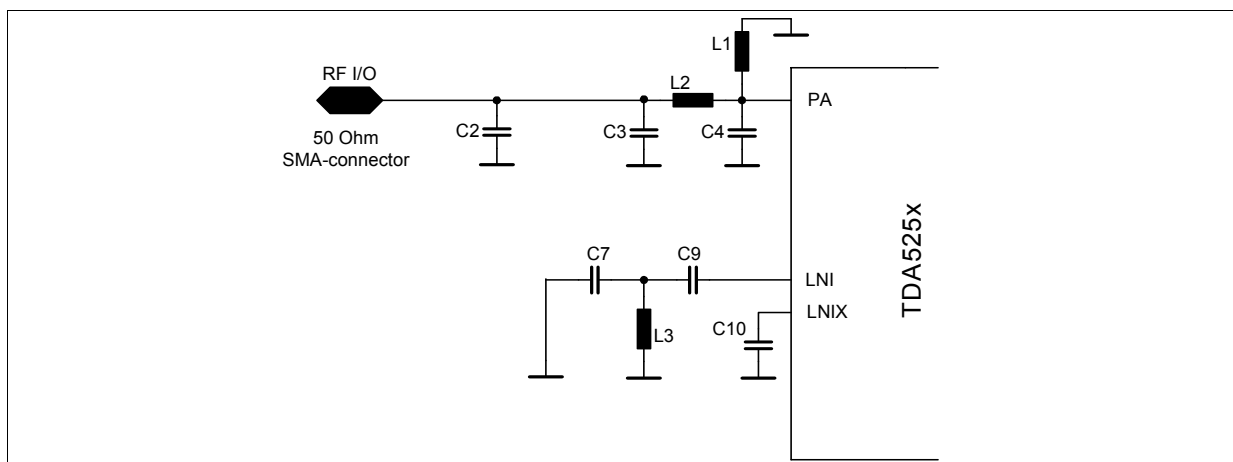 L1
RF I/O
L2
PA
C2
C3
C4
50 Ohm
SMA-connector
TDA525x
C7
C9
LNI
LNIX
C10
L3